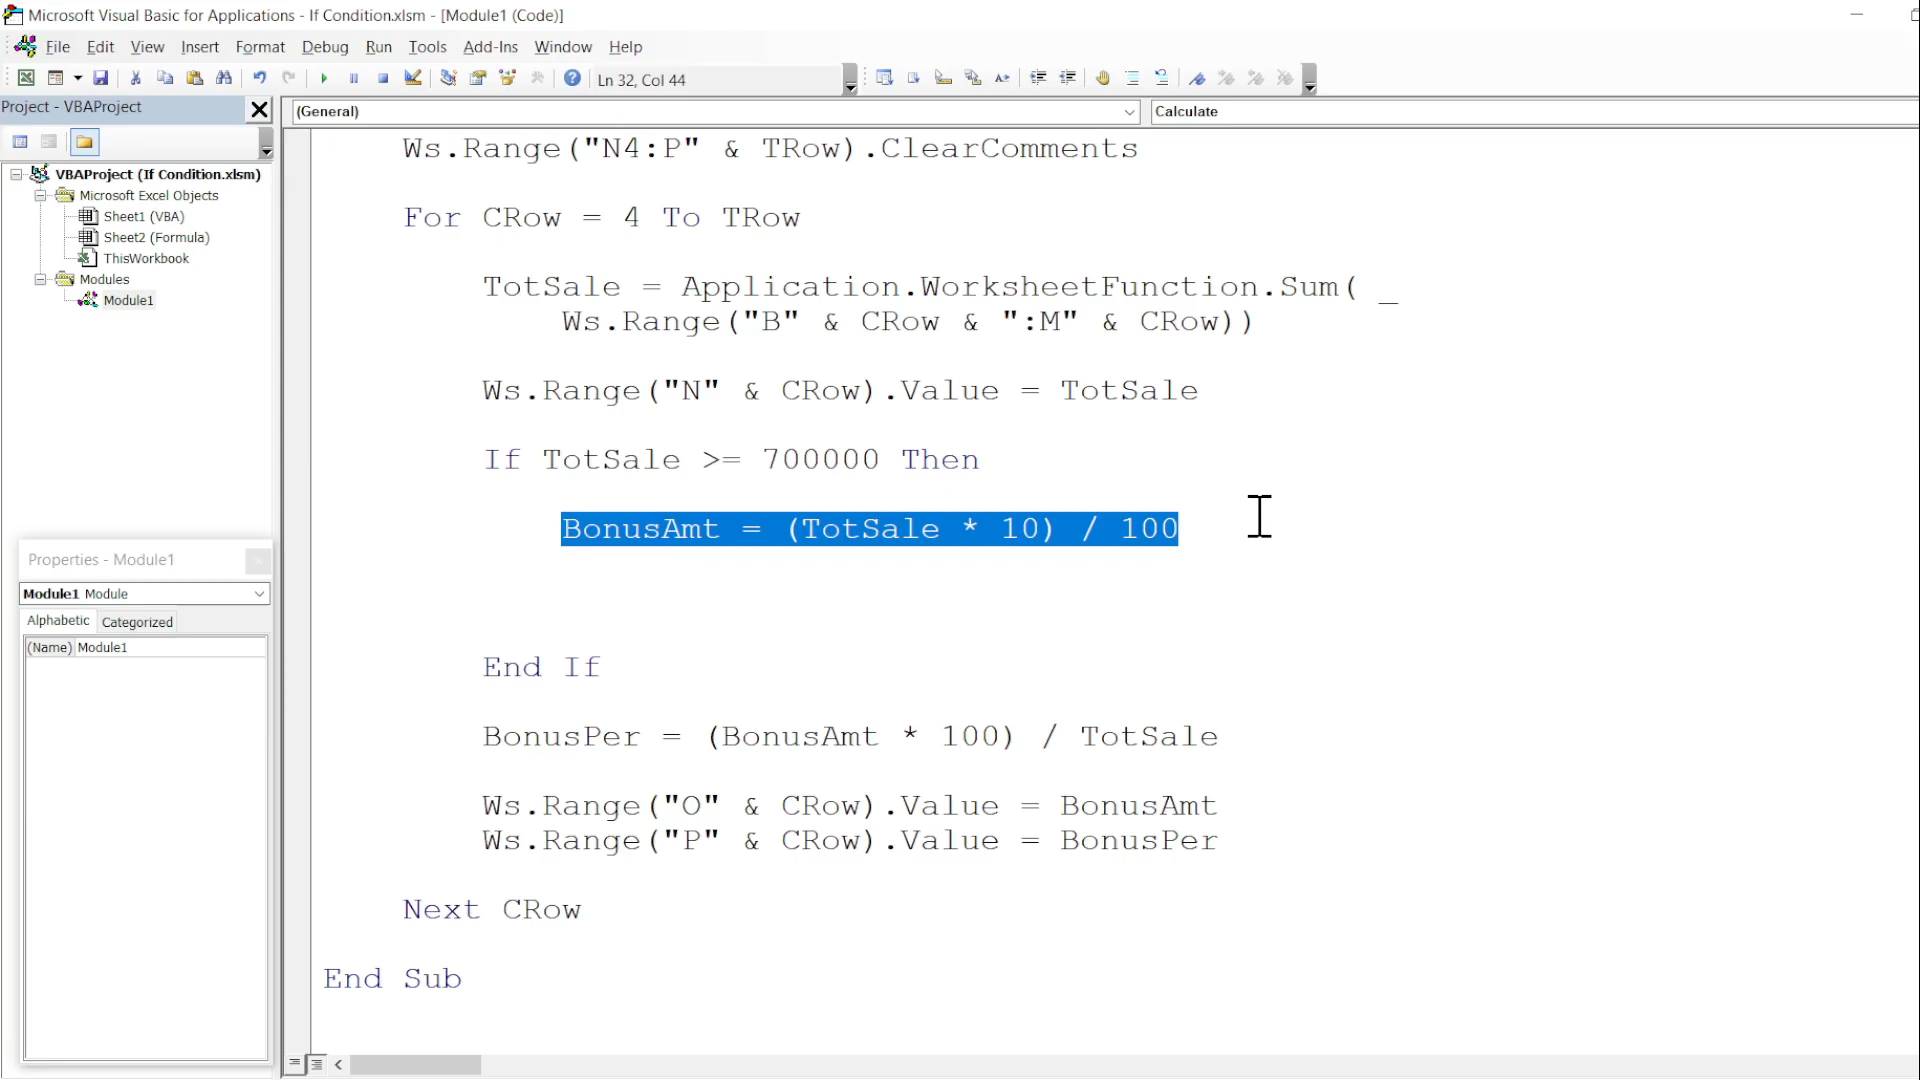 Microsoft Visual Basic for Applications - If Condition.xlsm - [Module1 (Code)]
File Edit View Insert Format Debug Run Tools Add-Ins Window Help
Ln 32, Col 44
Project - VBAProject
(General)
Calculate
VBAProject (If Condition.xlsm)
Microsoft Excel Objects
Sheet1 (VBA)
Sheet2 (Formula)
ThisWorkbook
Modules
Module1
Properties - Module1
Module1 Module
Alphabetic Categorized
(Name) Module1
Ws.Range("N4:P" & TRow).ClearComments
For CRow = 4 To TRow
TotSale = Application.WorksheetFunction.Sum( _
Ws.Range("B" & CRow & ":M" & CRow))
Ws.Range("N" & CRow).Value = TotSale
If TotSale >= 700000 Then
BonusAmt = (TotSale * 10) / 100
End If
BonusPer = (BonusAmt * 100) / TotSale
Ws.Range("O" & CRow).Value = BonusAmt
Ws.Range("P" & CRow).Value = BonusPer
Next CRow
End Sub